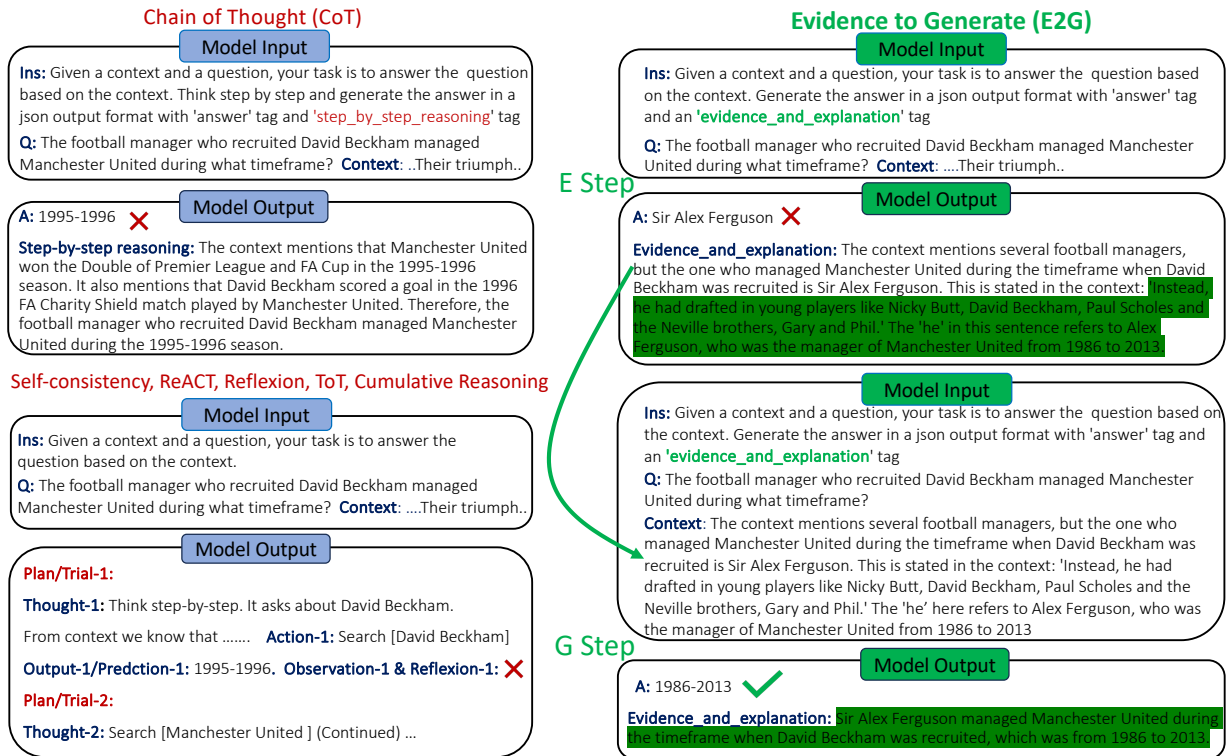 Chain of Thought (CoT)
Model Input
Ins: Given a context and a question, your task is to answer the question
based on the context. Think step by step and generate the answer in a
json output format with 'answer' tag and 'step_by_step_reasoning' tag
Q: The football manager who recruited David Beckham managed
Manchester United during what timeframe? Context: ..Their triumph..
Model Output
A: 1995-1996
Step-by-step reasoning: The context mentions that Manchester United
won the Double of Premier League and FA Cup in the 1995-1996
season. It also mentions that David Beckham scored a goal in the 1996
FA Charity Shield match played by Manchester United. Therefore, the
football manager who recruited David Beckham managed Manchester
United during the 1995-1996 season.
Self-consistency, ReACT, Reflexion, ToT, Cumulative Reasoning
Model Input
Ins: Given a context and a question, your task is to answer the
question based on the context.
Q: The football manager who recruited David Beckham managed
Manchester United during what timeframe? Context: ....Their triumph..
Model Output
Plan/Trial-1:
Thought-1: Think step-by-step. It asks about David Beckham.
From context we know that ....... Action-1: Search [David Beckham]
Output-1/Predction-1: 1995-1996. Observation-1 & Reflexion-1:
Plan/Trial-2:
Thought-2: Search [Manchester United ] (Continued) ...
Evidence to Generate (E2G)
Model Input
Ins: Given a context and a question, your task is to answer the question based
on the context. Generate the answer in a json output format with 'answer' tag
and an 'evidence_and_explanation' tag
Q: The football manager who recruited David Beckham managed Manchester
United during what timeframe? Context: ....Their triumph..
E Step
Model Output
A: Sir Alex Ferguson
Evidence_and_explanation: The context mentions several football managers,
but the one who managed Manchester United during the timeframe when David
Beckham was recruited is Sir Alex Ferguson. This is stated in the context: 'Instead,
he had drafted in young players like Nicky Butt, David Beckham, Paul Scholes and
the Neville brothers, Gary and Phil.' The 'he' in this sentence refers to Alex
Ferguson, who was the manager of Manchester United from 1986 to 2013.
Model Input
Ins: Given a context and a question, your task is to answer the question based on
the context. Generate the answer in a json output format with 'answer' tag and
an 'evidence_and_explanation' tag
Q: The football manager who recruited David Beckham managed Manchester
United during what timeframe?
Context: The context mentions several football managers, but the one who
managed Manchester United during the timeframe when David Beckham was
recruited is Sir Alex Ferguson. This is stated in the context: 'Instead, he had
drafted in young players like Nicky Butt, David Beckham, Paul Scholes and the
Neville brothers, Gary and Phil.' The 'he' here refers to Alex Ferguson, who was
the manager of Manchester United from 1986 to 2013
G Step
Model Output
A: 1986-2013
Evidence_and_explanation: Sir Alex Ferguson managed Manchester United during
the timeframe when David Beckham was recruited, which was from 1986 to 2013.